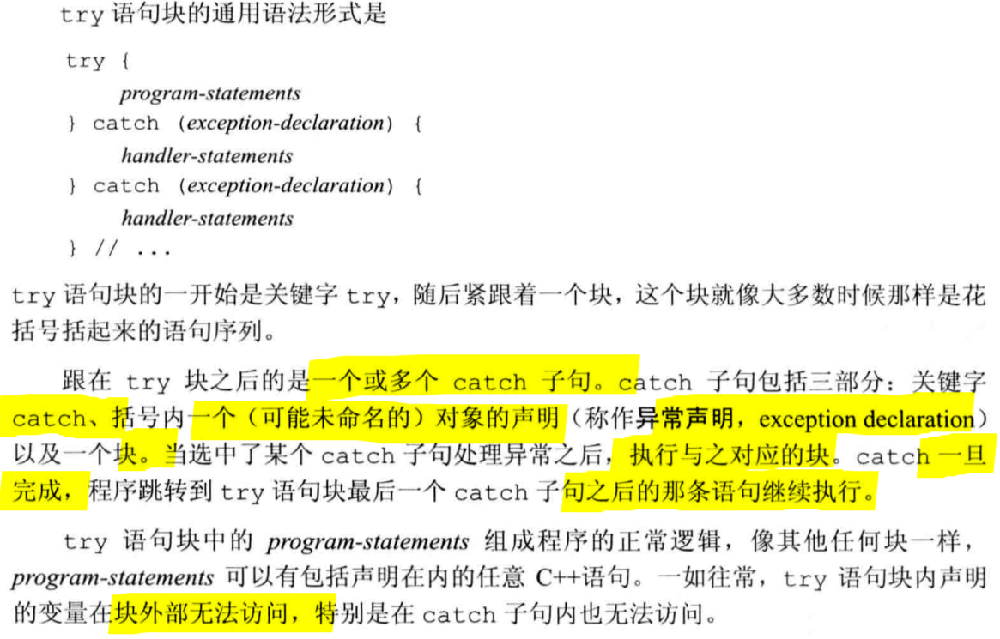 try 语句块的通用语法形式是
try {
program-statements
} catch (exception-declaration) {
handler-statements
} catch (exception-declaration) {
handler-statements
} // ...
try 语句块的一开始是关键字 try，随后紧跟着一个块，这个块就像大多数时候那样是花
括号括起来的语句序列。
跟在 try 块之后的是一个或多个 catch 子句。catch 子句包括三部分：关键字
catch、括号内一个（可能未命名的）对象的声明（称作异常声明，exception declaration）
以及一个块。当选中了某个 catch 子句处理异常之后，执行与之对应的块。catch 一旦
完成，程序跳转到 try 语句块最后一个 catch 子句之后的那条语句继续执行。
try 语句块中的 program-statements 组成程序的正常逻辑，像其他任何块一样，
program-statements 可以有包括声明在内的任意 C++语句。一如往常，try 语句块内声明
的变量在块外部无法访问，特别是在 catch 子句内也无法访问。